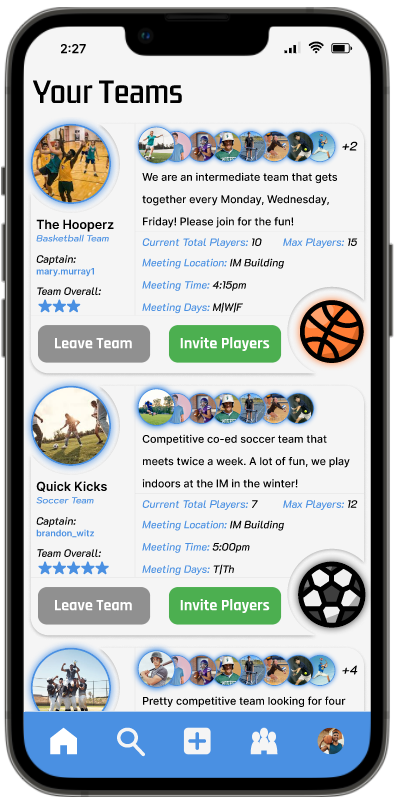 2:27
Your Teams
+2
We are an intermediate team that gets
together every Monday, Wednesday,
Friday! Please join for the fun!
The Hooperz
Basketball Team
Captain:
mary.murray1
Team Overall:
Current Total Players: 10 Max Players: 15
Meeting Location: IM Building
Meeting Time: 4:15pm
Meeting Days: M|W|F
Leave Team
Invite Players
Competitive co-ed soccer team that
meets twice a week. A lot of fun, we play
indoors at the IM in the winter!
Quick Kicks
Soccer Team
Captain:
brandon_witz
Team Overall:
Current Total Players: 7 Max Players: 12
Meeting Location: IM Building
Meeting Time: 5:00pm
Meeting Days: T|Th
Leave Team
Invite Players
+4
Pretty competitive team looking for four